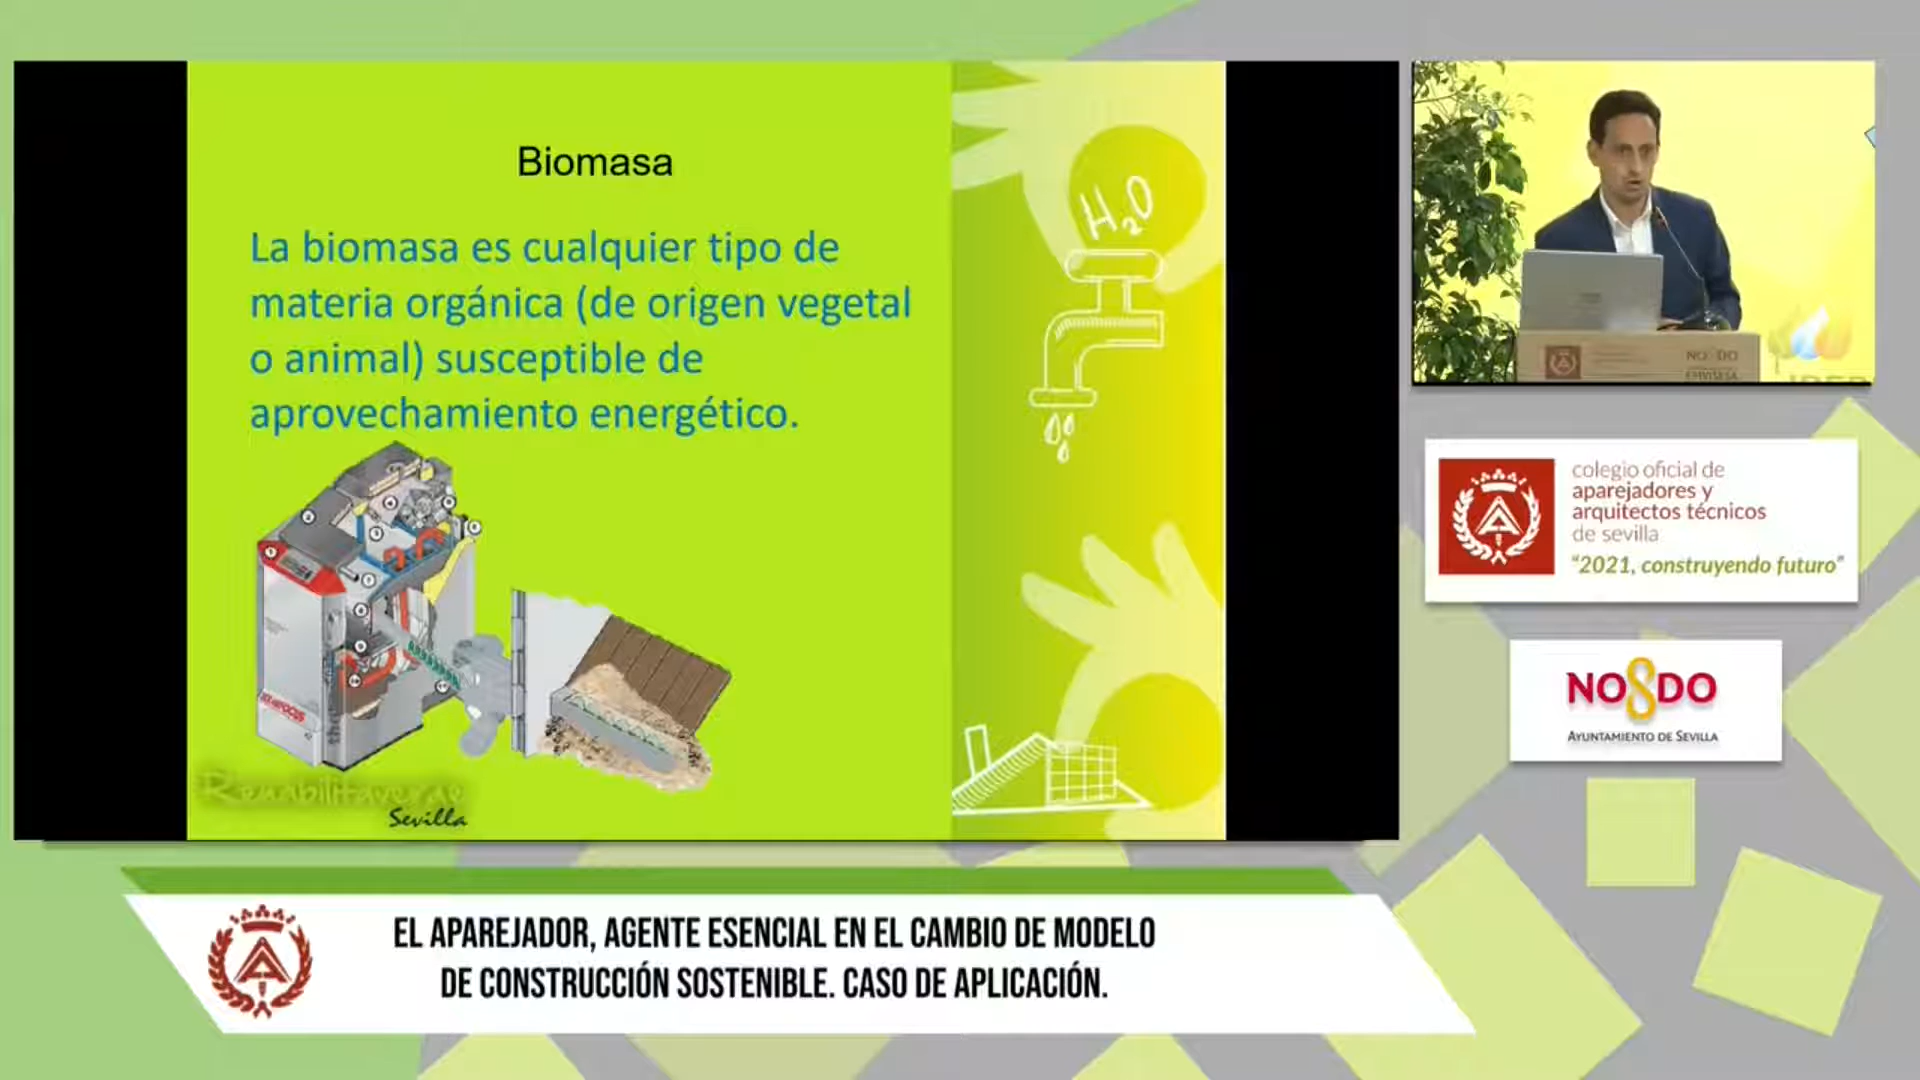 Biomasa
La biomasa es cualquier tipo de
materia orgánica (de origen vegetal
o animal) susceptible de
aprovechamiento energético.
H₂O
Sevilla
NO8DO
colegio oficial de
aparejadores y
arquitectos técnicos
de sevilla
"2021, construyendo futuro"
NO8DO
AYUNTAMIENTO DE SEVILLA
EL APAREJADOR, AGENTE ESENCIAL EN EL CAMBIO DE MODELO
DE CONSTRUCCIÓN SOSTENIBLE. CASO DE APLICACIÓN.